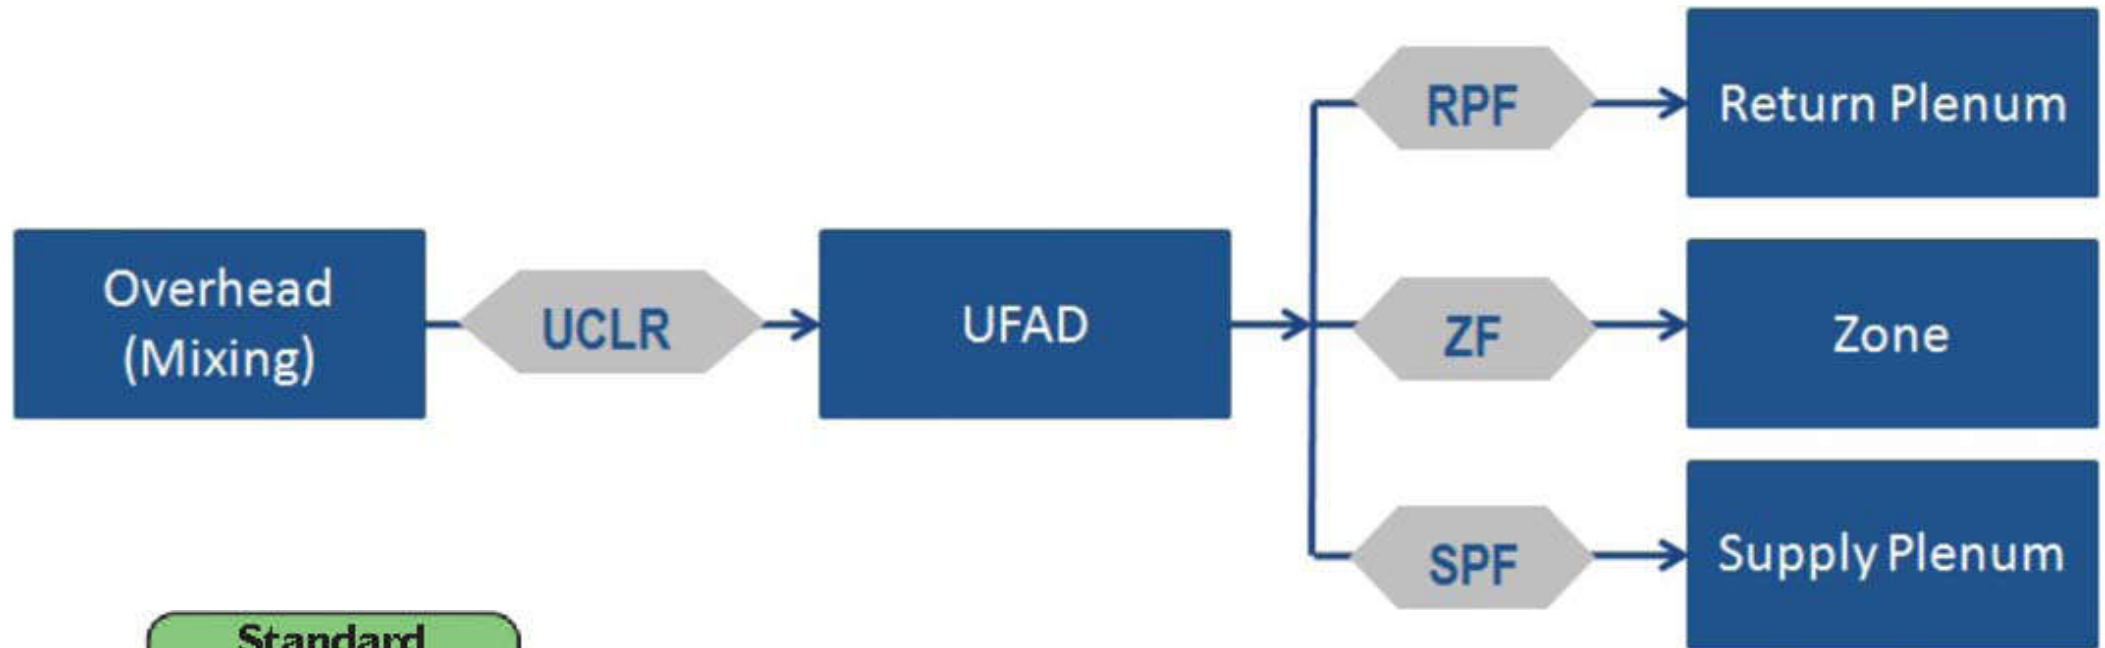 Overhead
(Mixing)
UCLR
UFAD
RPF
Return Plenum
ZF
Zone
SPF
Supply Plenum
Standard